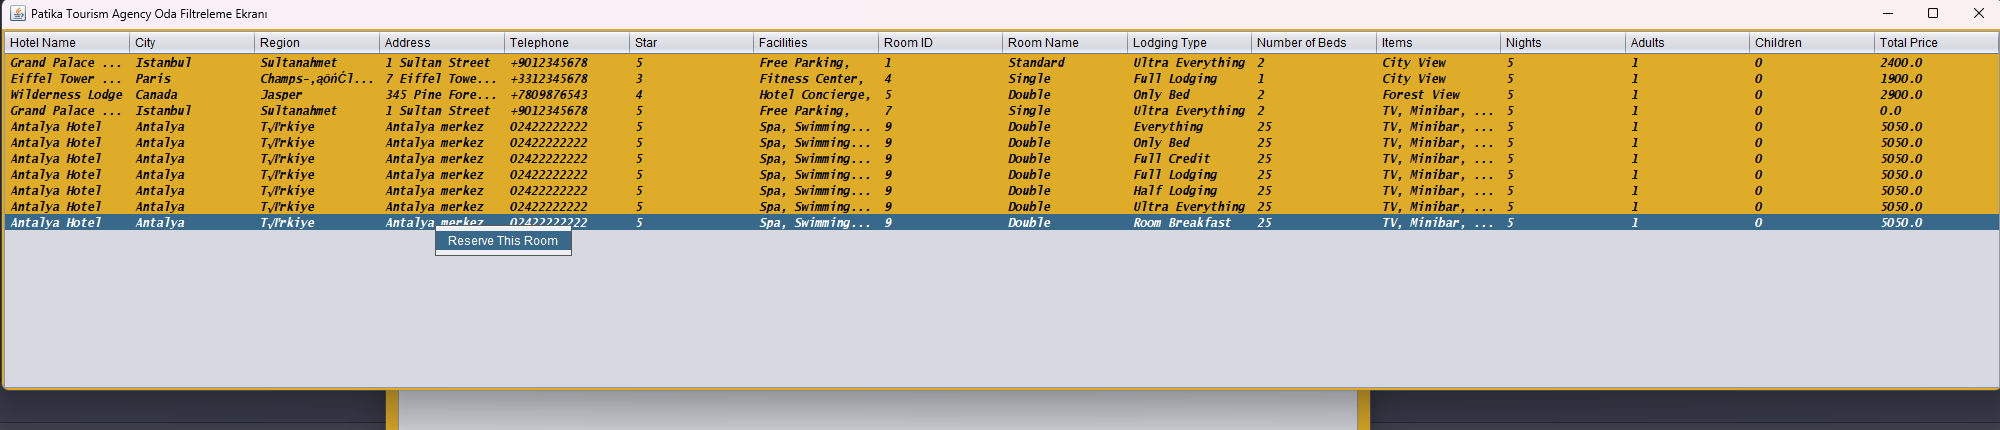 Patika Tourism Agency Oda Filtreleme Ekranı
Hotel Name City Region Address Telephone Star Facilities Room ID Room Name Lodging Type Number of Beds Items Nights Adults Children Total Price
Grand Palace ... Istanbul Sultanahmet 1 Sultan Street +9012345678 5 Free Parking, 1 Standard Ultra Everything 2 City View 5 1 0 2400.0
Eiffel Tower ... Paris Champs-‚ąöńĆl... 7 Eiffel Towe... +3312345678 3 Fitness Center, 4 Single Full Lodging 1 City View 5 1 0 1900.0
Wilderness Lodge Canada Jasper 345 Pine Fore... +7809876543 4 Hotel Concierge, 5 Double Only Bed 2 Forest View 5 1 0 2900.0
Grand Palace ... Istanbul Sultanahmet 1 Sultan Street +9012345678 5 Free Parking, 7 Single Ultra Everything 2 TV, Minibar, ... 5 1 0 0.0
Antalya Hotel Antalya Antalya merkez 02422222222 5 Spa, Swimming... 9 Double Everything 25 TV, Minibar, ... 5 1 0 5050.0
Antalya Hotel Antalya Antalya merkez 02422222222 5 Spa, Swimming... 9 Double Only Bed 25 TV, Minibar, ... 5 1 0 5050.0
Antalya Hotel Antalya Antalya merkez 02422222222 5 Spa, Swimming... 9 Double Full Credit 25 TV, Minibar, ... 5 1 0 5050.0
Antalya Hotel Antalya Antalya merkez 02422222222 5 Spa, Swimming... 9 Double Full Lodging 25 TV, Minibar, ... 5 1 0 5050.0
Antalya Hotel Antalya Antalya merkez 02422222222 5 Spa, Swimming... 9 Double Half Lodging 25 TV, Minibar, ... 5 1 0 5050.0
Antalya Hotel Antalya Antalya merkez 02422222222 5 Spa, Swimming... 9 Double Ultra Everything 25 TV, Minibar, ... 5 1 0 5050.0
Antalya Hotel Antalya Antalya merkez 02422222222 5 Spa, Swimming... 9 Double Room Breakfast 25 TV, Minibar, ... 5 1 0 5050.0
Reserve This Room